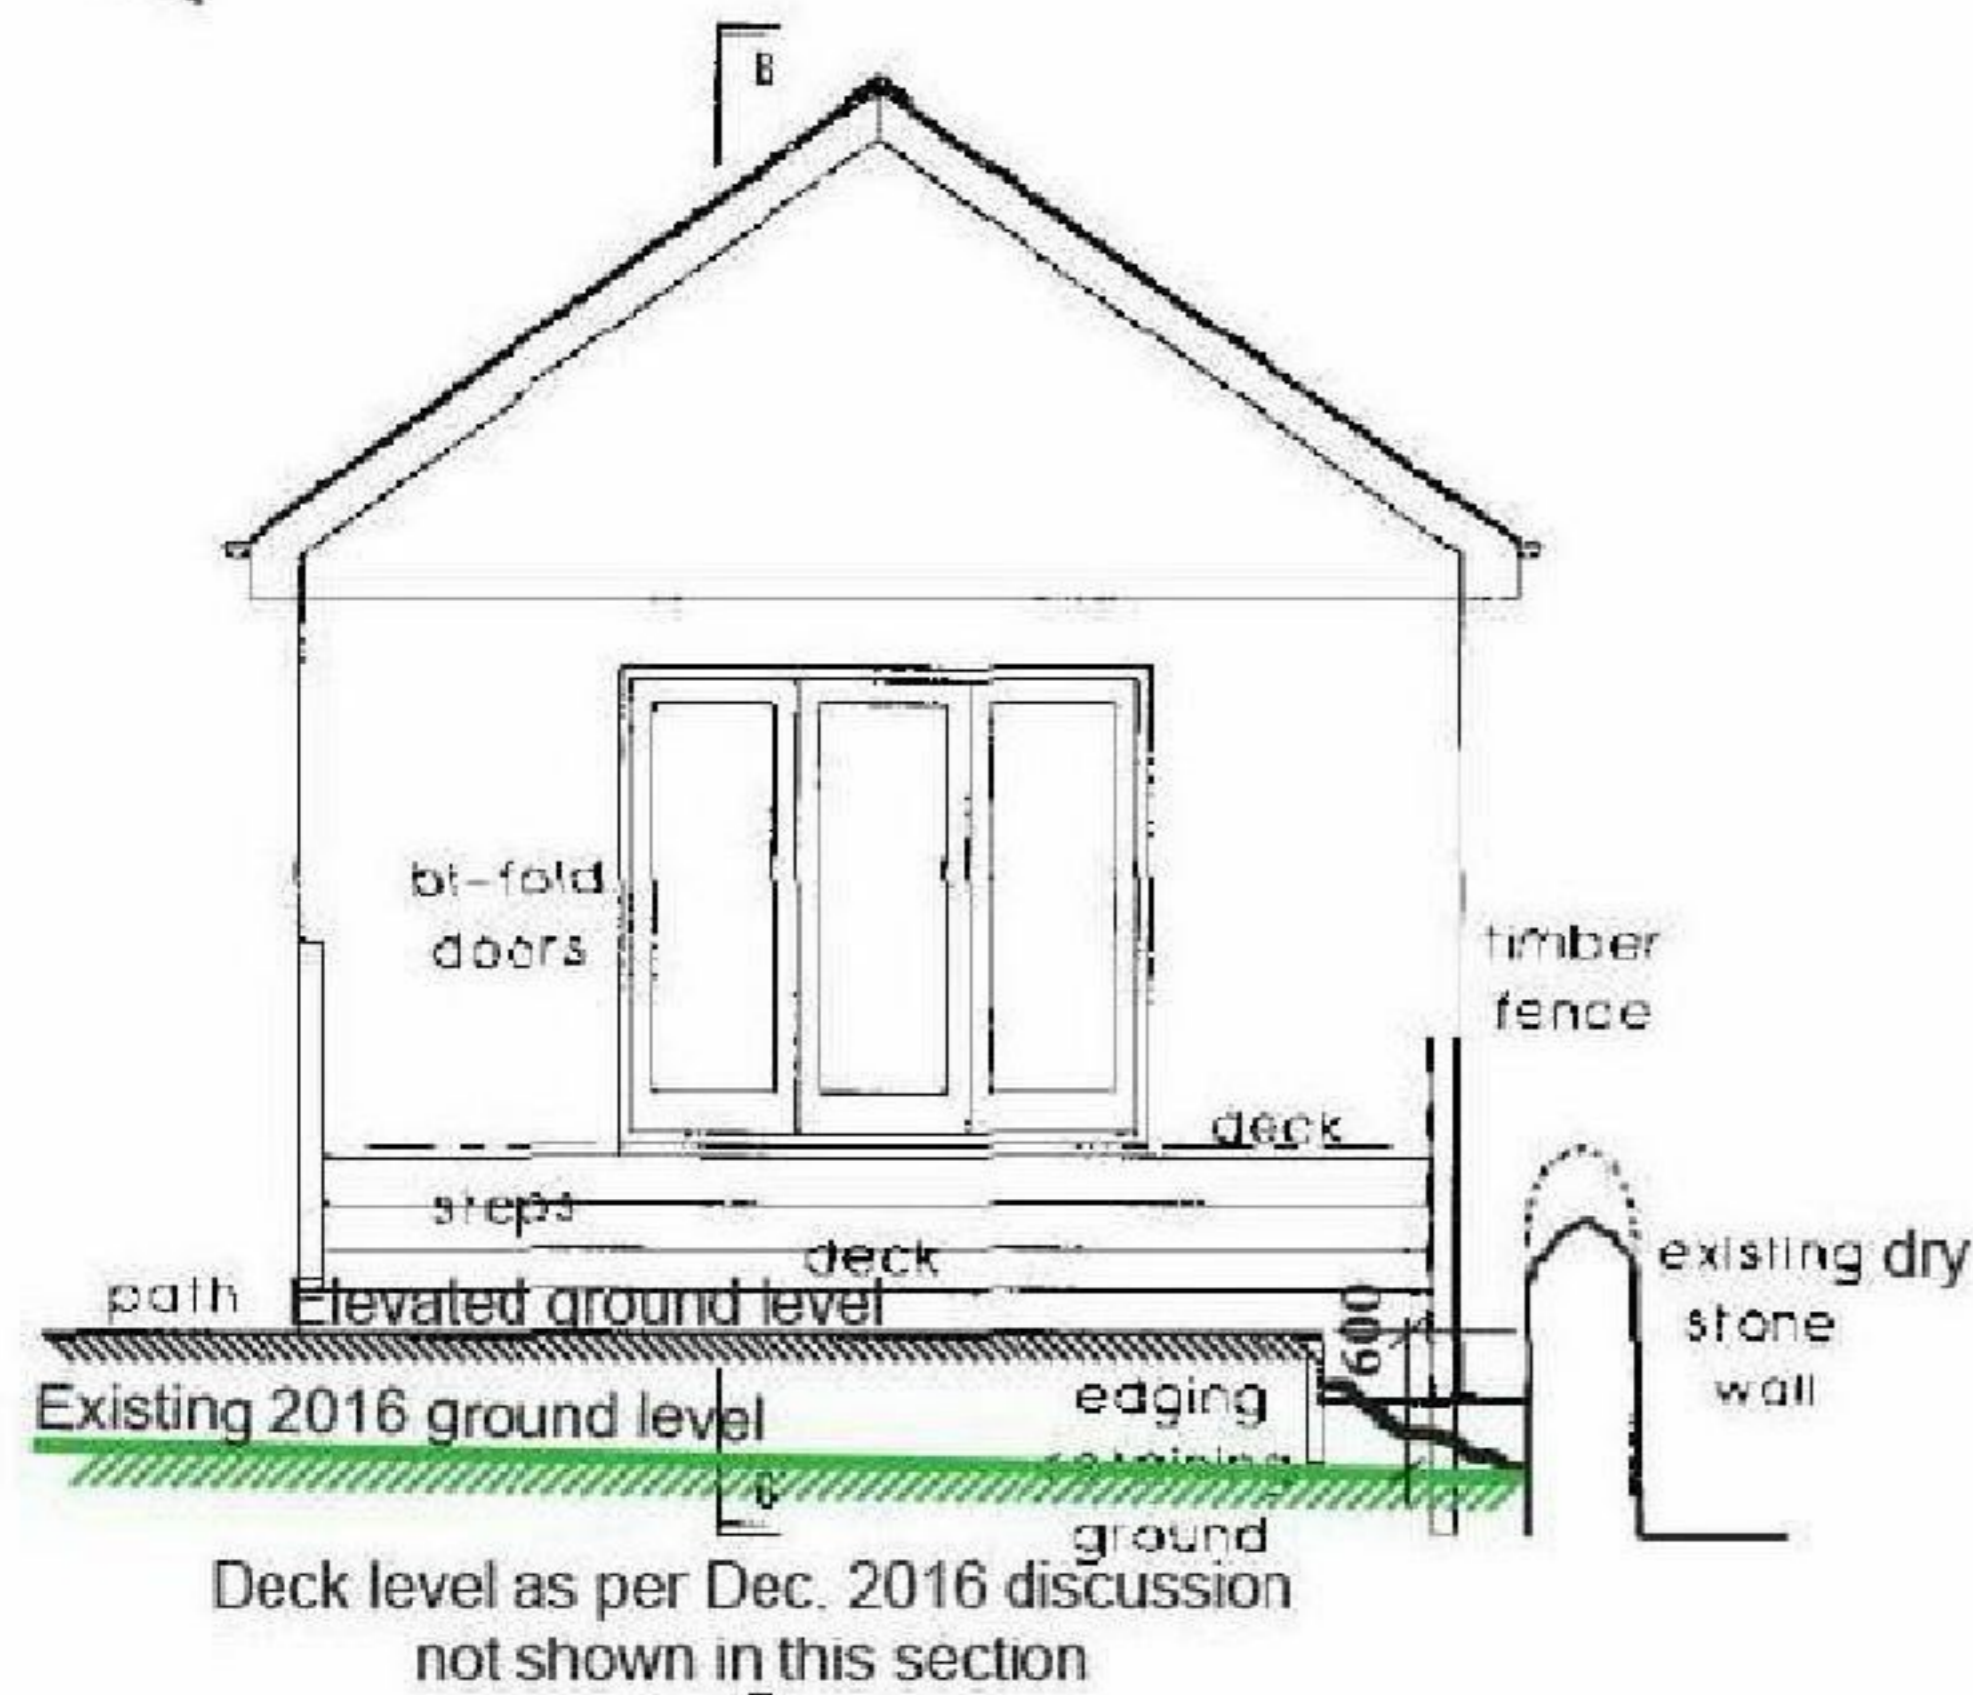 B
bi-fold
doors
timber
fence
deck
steps
deck
existing dry
stone
wall
path
Elevated ground level
600
edging
Existing 2016 ground level
retaining
ground
Deck level as per Dec. 2016 discussion
not shown in this section